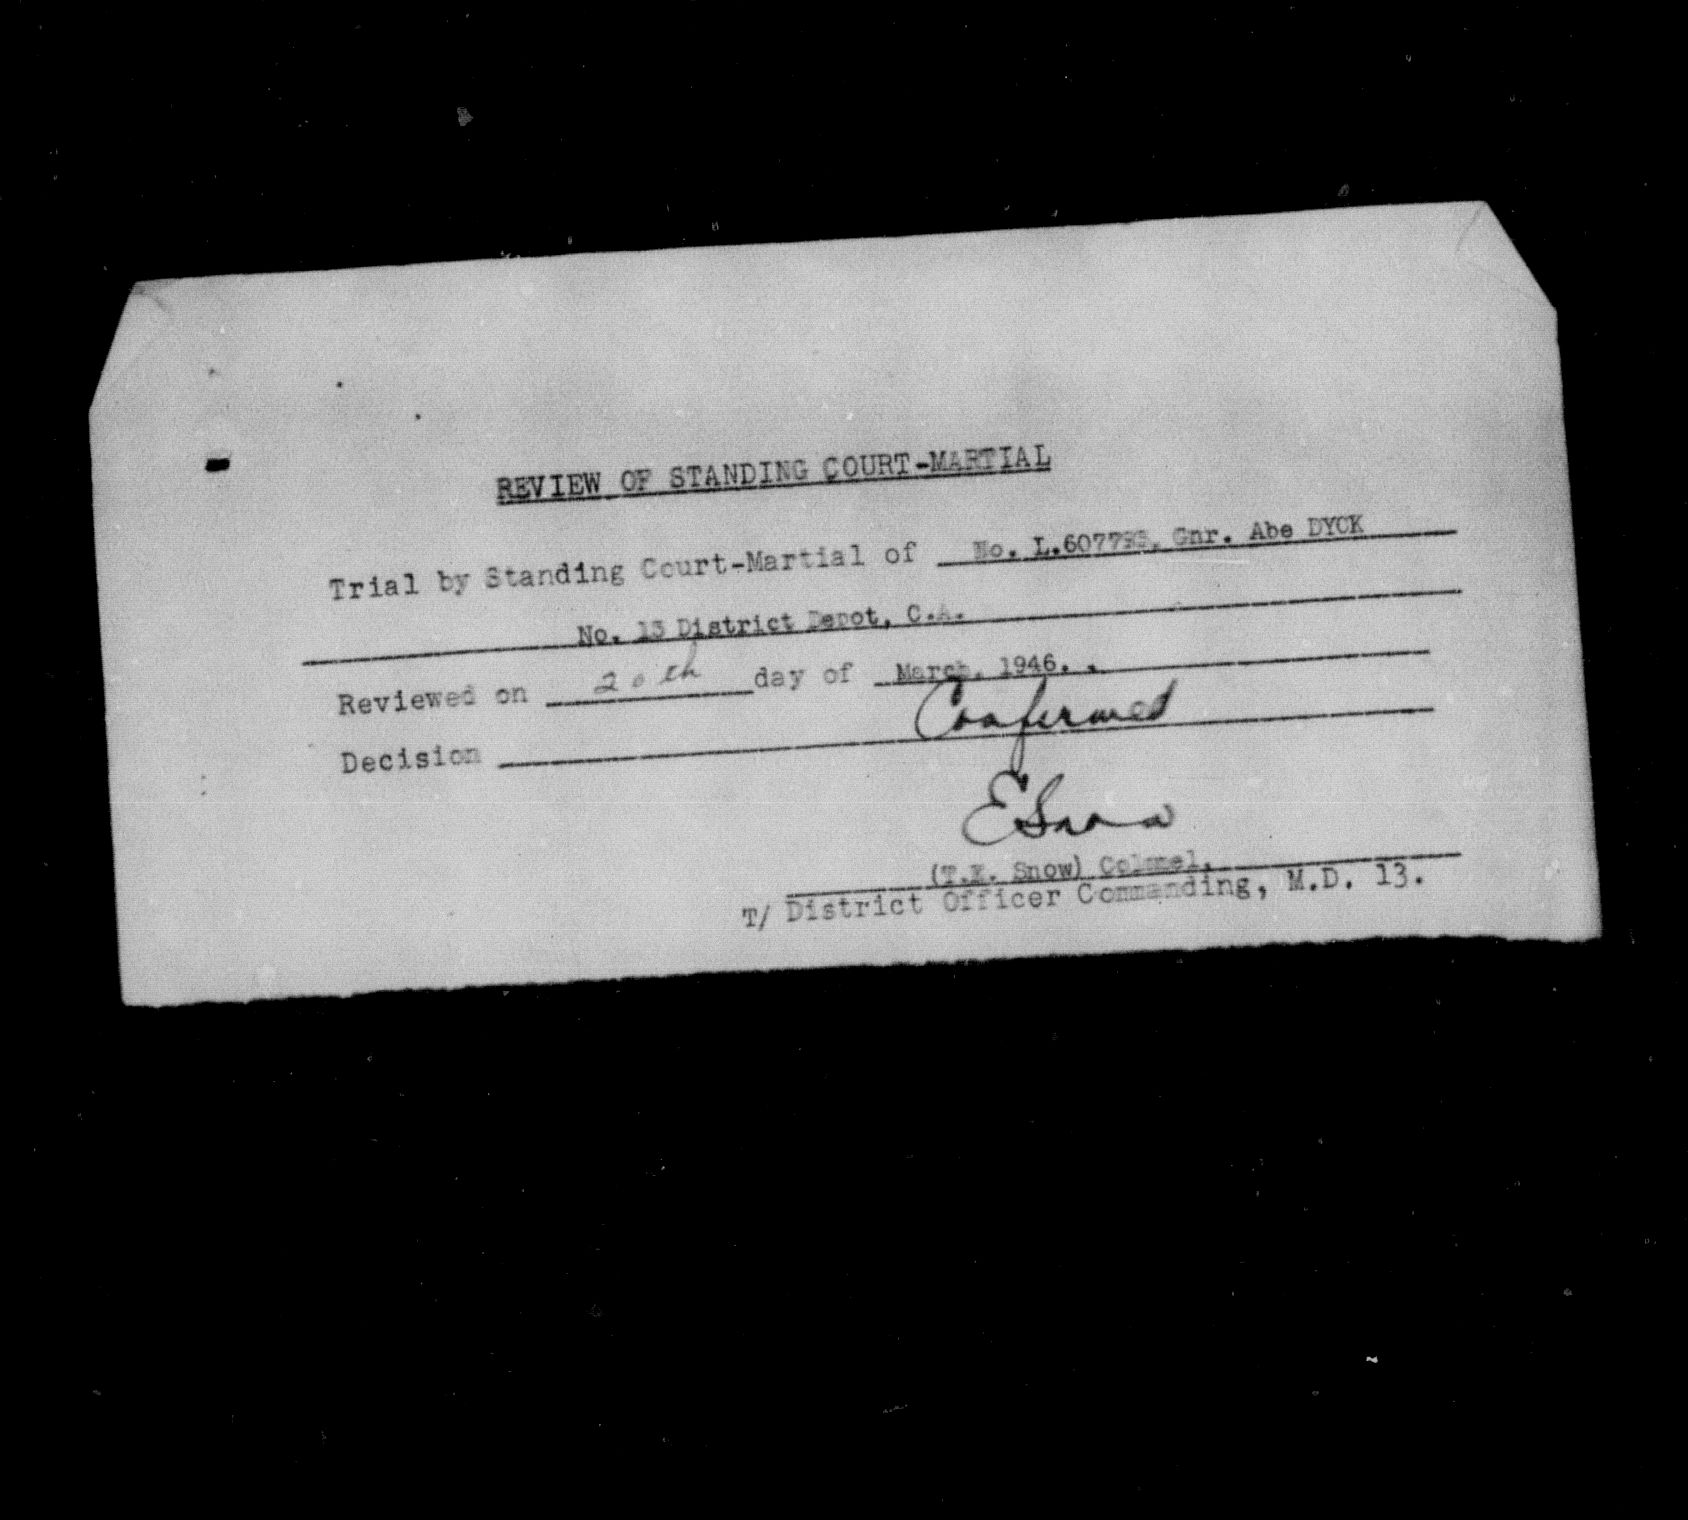 REVIEW OF STANDING COURT-MARTIAL
Trial by Standing Court-Martial of No. Gnr. Abe DYCK
No. 13 District Depot, C.A.
Reviewed on 20th day of March, 1946.
Decision Confirmed
(T.E. Snow) Colonel,
T/ District Officer Commanding, M.D. 13.